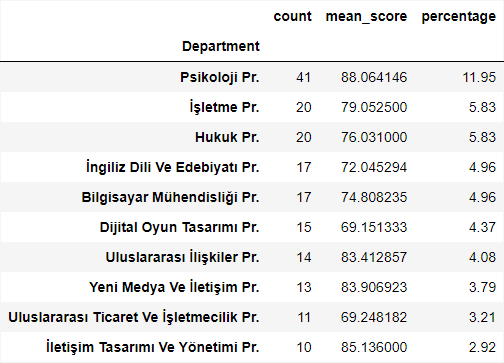 count mean_score percentage
Department
Psikoloji Pr. 41 88.064146 11.95
İşletme Pr. 20 79.052500 5.83
Hukuk Pr. 20 76.031000 5.83
İngiliz Dili Ve Edebiyatı Pr. 17 72.045294 4.96
Bilgisayar Mühendisliği Pr. 17 74.808235 4.96
Dijital Oyun Tasarımı Pr. 15 69.151333 4.37
Uluslararası İlişkiler Pr. 14 83.412857 4.08
Yeni Medya Ve İletişim Pr. 13 83.906923 3.79
Uluslararası Ticaret Ve İşletmecilik Pr. 11 69.248182 3.21
İletişim Tasarımı Ve Yönetimi Pr. 10 85.136000 2.92